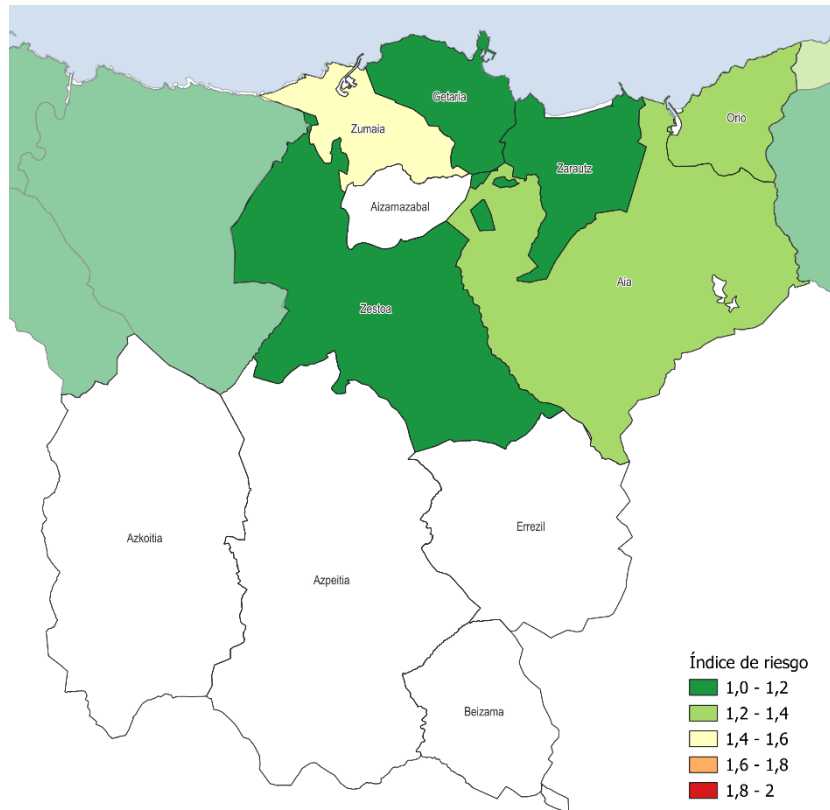 Getaria
Orio
Zumaia
Zarautz
Aizarnazabal
Aia
Zestoa
Errezil
Azkoitia
Azpeitia
Beizama
Índice de riesgo
1,0 - 1,2
1,2 - 1,4
1,4 - 1,6
1,6 - 1,8
1,8 - 2